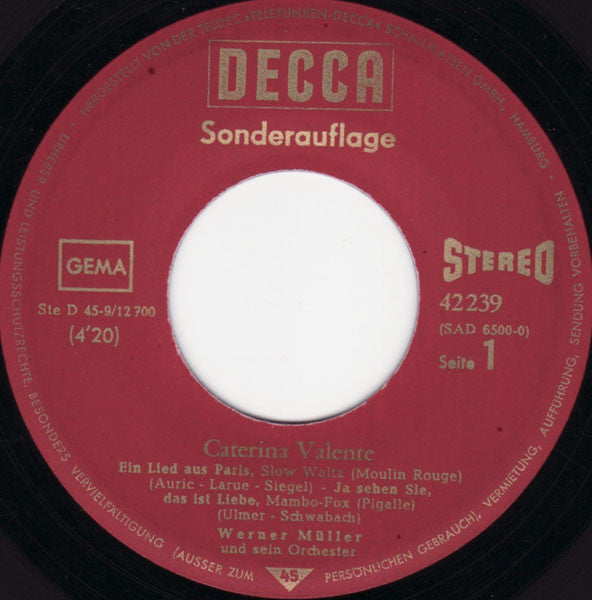 DECCA
Sonderauflage
GEMA
STEREO
Ste D 45-9/12 700
(4'20)
42 239
(SAD 6500-0)
Seite 1
Caterina Valente
Ein Lied aus Paris, Slow Waltz (Moulin Rouge)
(Auric - Larue - Siegel) - Ja sehen Sie,
das ist Liebe, Mambo-Fox (Pigalle)
(Ulmer - Schwabach)
Werner Müller
und sein Orchester
45
HERGESTELLT VON DER TELDEC »TELEFUNKEN-DECCA« SCHALLPLATTEN GMBH, HAMBURG · URHEBER UND LEISTUNGSSCHUTZRECHTE, BESONDERS VERVIELFÄLTIGUNG (AUSSER ZUM PERSÖNLICHEN GEBRAUCH), VERMIETUNG, AUFFÜHRUNG, SENDUNG VORBEHALTEN ·